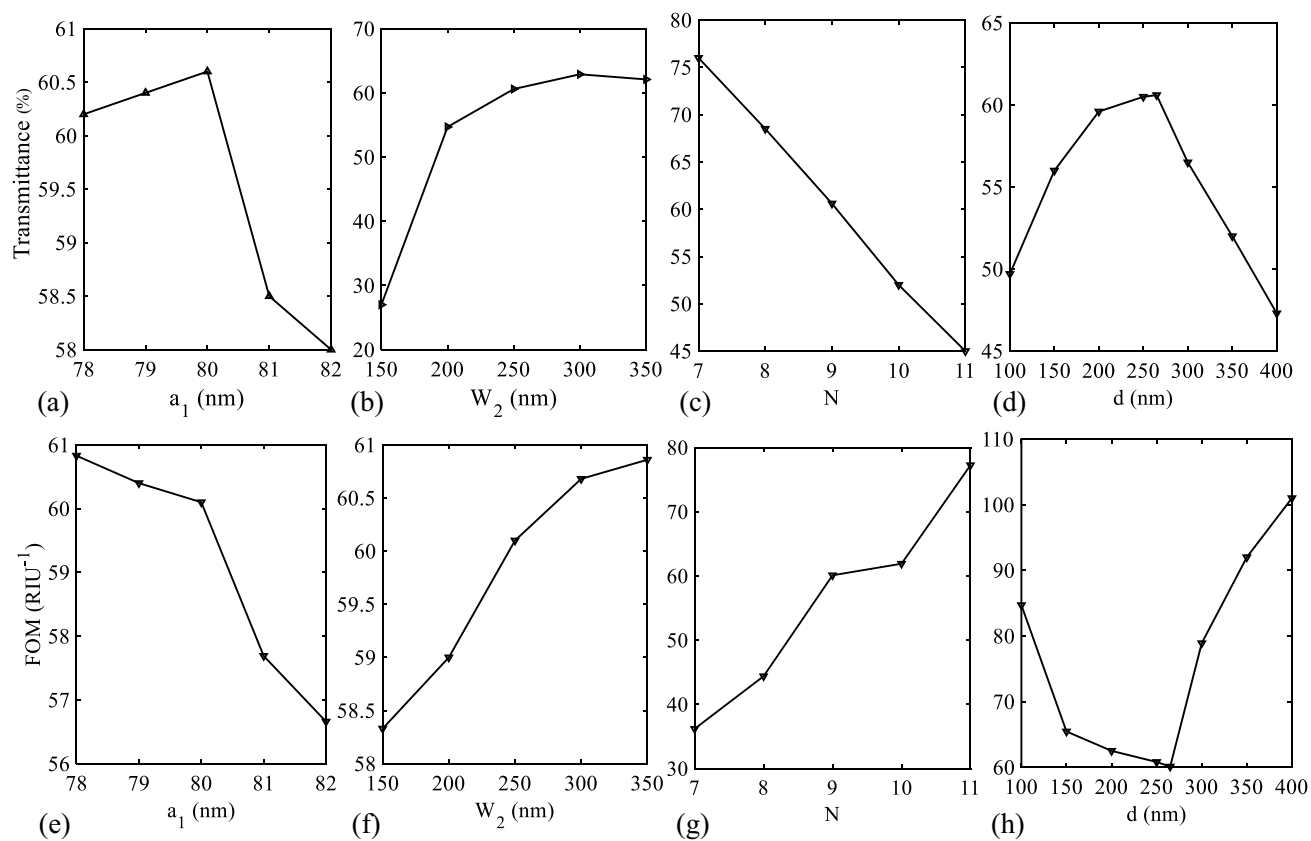 Transmittance (%)
61
60.5
60
59.5
59
58.5
58
78 79 80 81 82
a1 (nm)
(a)
70
60
50
40
30
20
150 200 250 300 350
W2 (nm)
(b)
80
75
70
65
60
55
50
45
7 8 9 10 11
N
(c)
65
60
55
50
45
100 150 200 250 300 350 400
d (nm)
(d)
FOM (RIU-1)
61
60
59
58
57
56
78 79 80 81 82
a1 (nm)
(e)
61
60.5
60
59.5
59
58.5
58
150 200 250 300 350
W2 (nm)
(f)
80
70
60
50
40
30
7 8 9 10 11
N
(g)
110
100
90
80
70
60
100 150 200 250 300 350 400
d (nm)
(h)